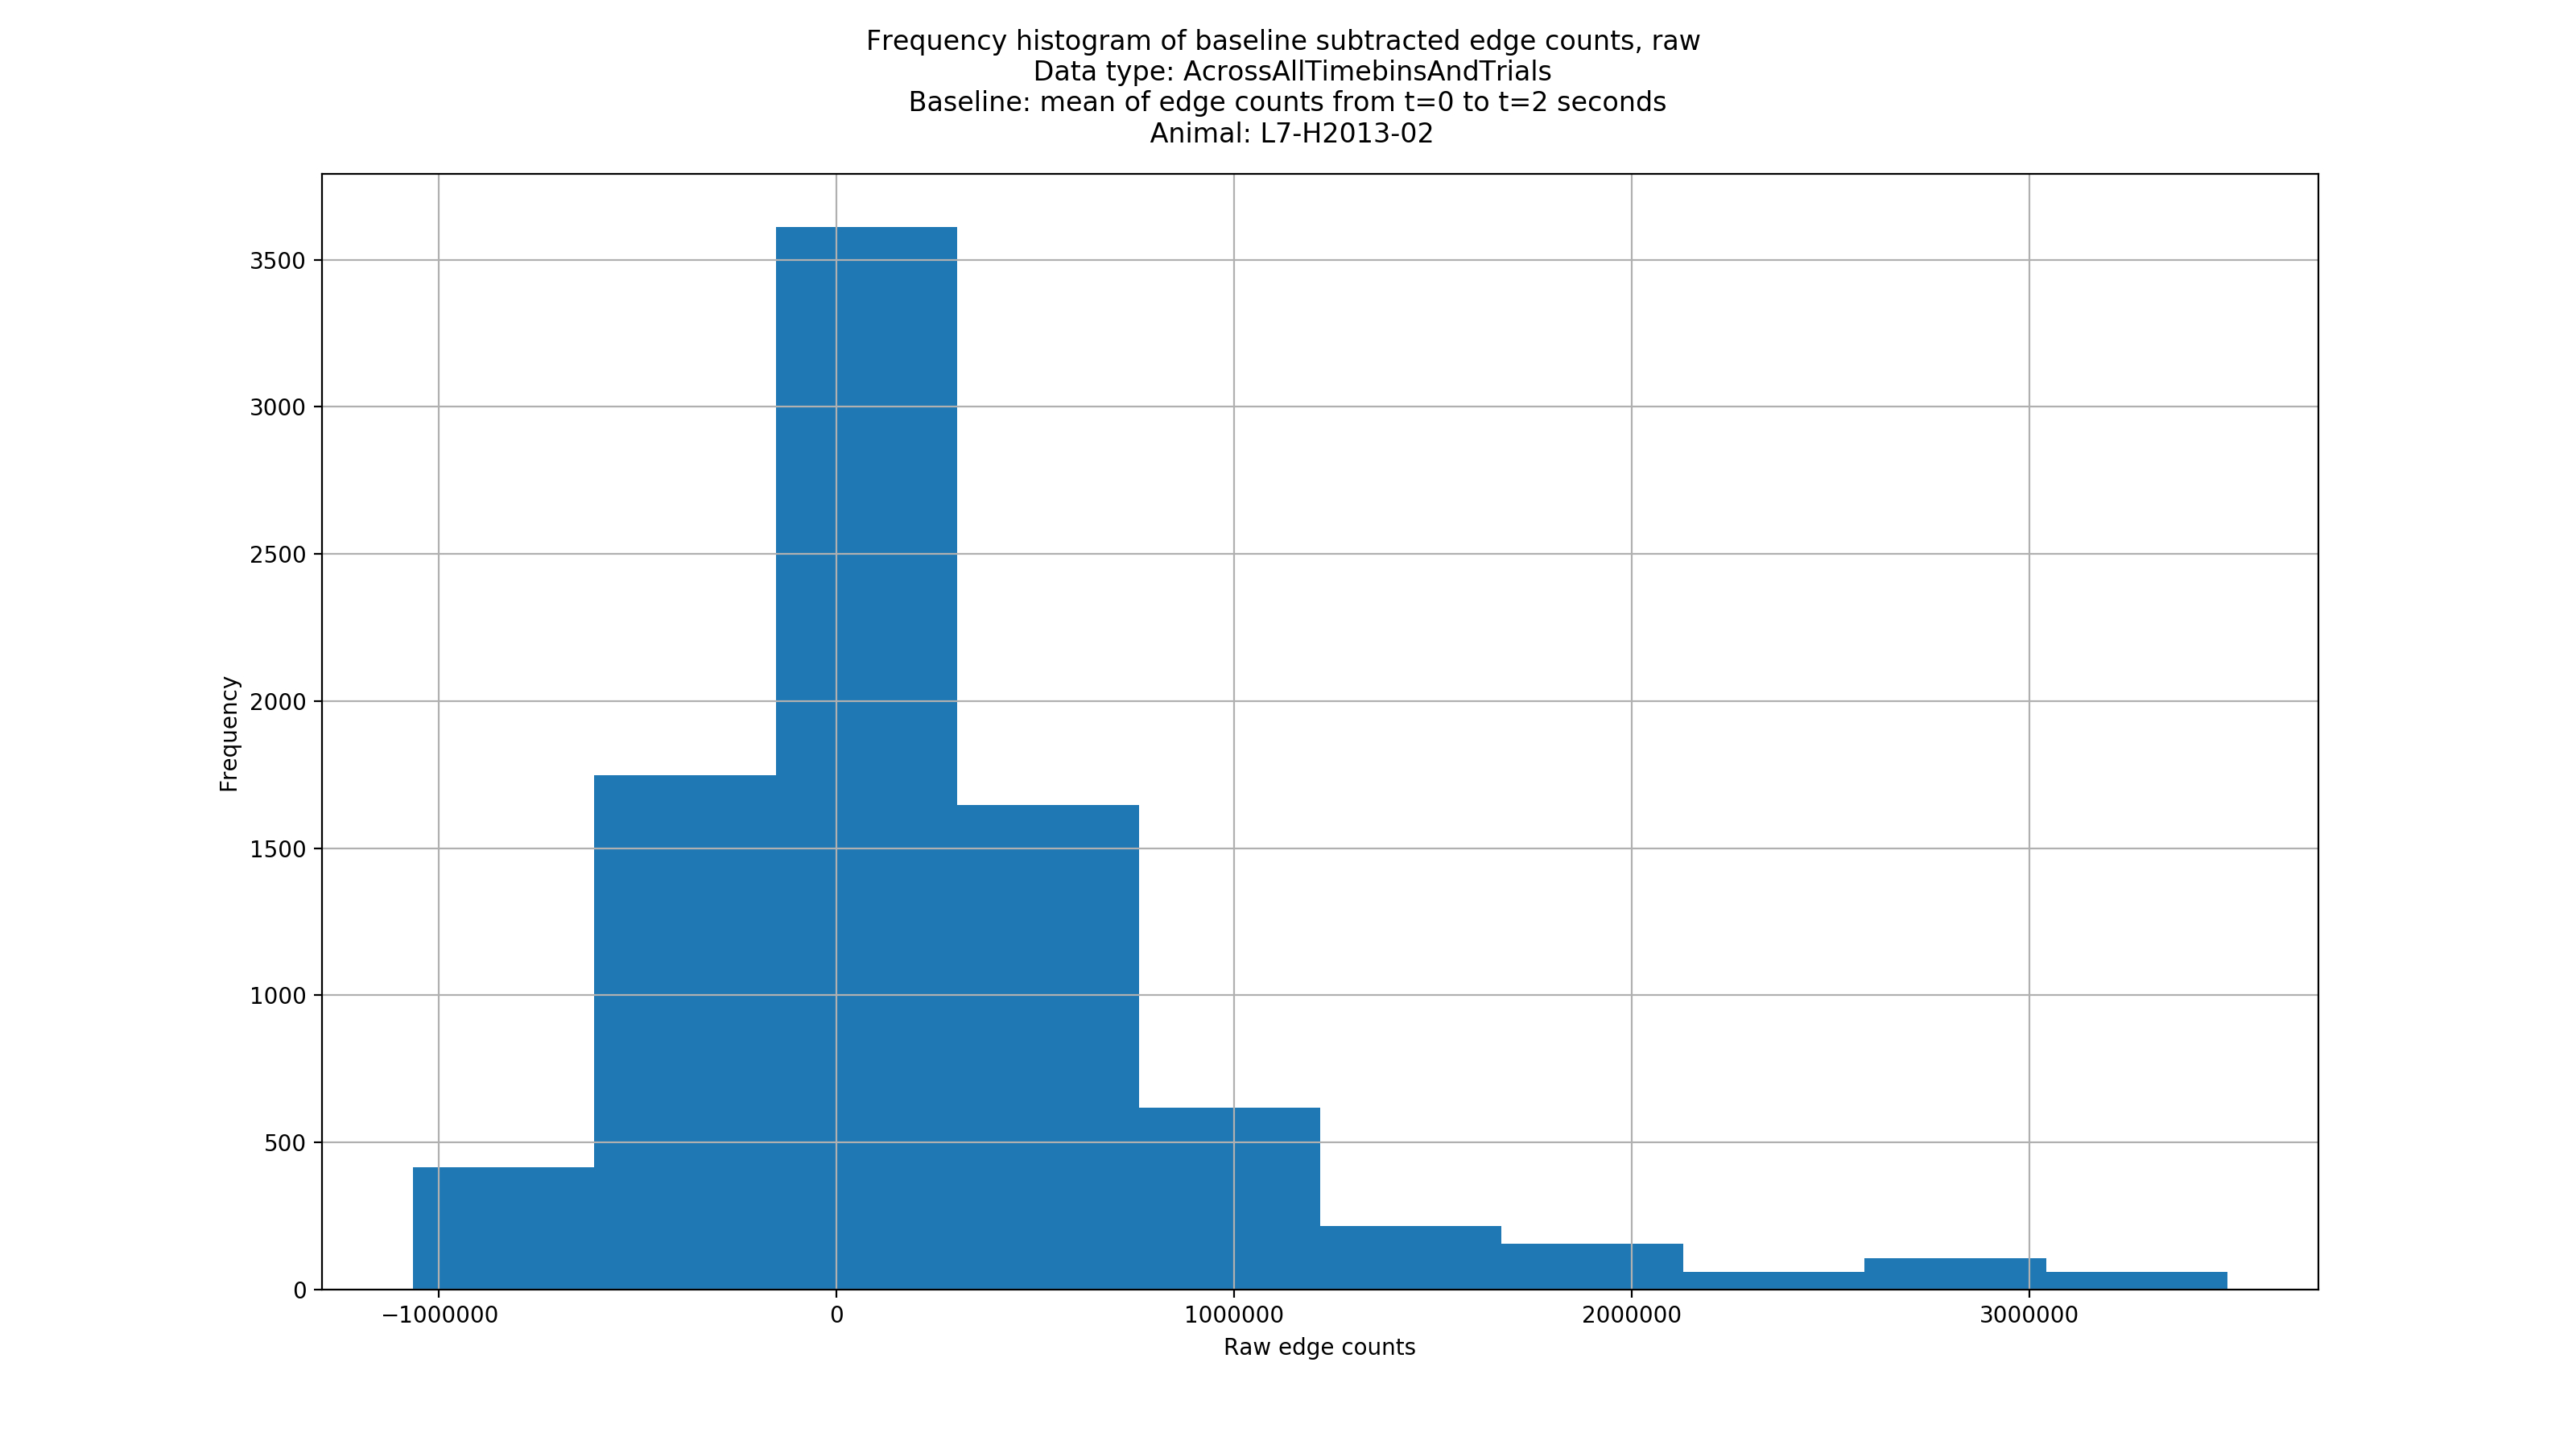 Frequency histogram of baseline subtracted edge counts, raw
Data type: AcrossAllTimebinsAndTrials
Baseline: mean of edge counts from t=0 to t=2 seconds
Animal: L7-H2013-02
3500
3000
2500
2000
1500
1000
500
0
Frequency
−1000000 0 1000000 2000000 3000000
Raw edge counts